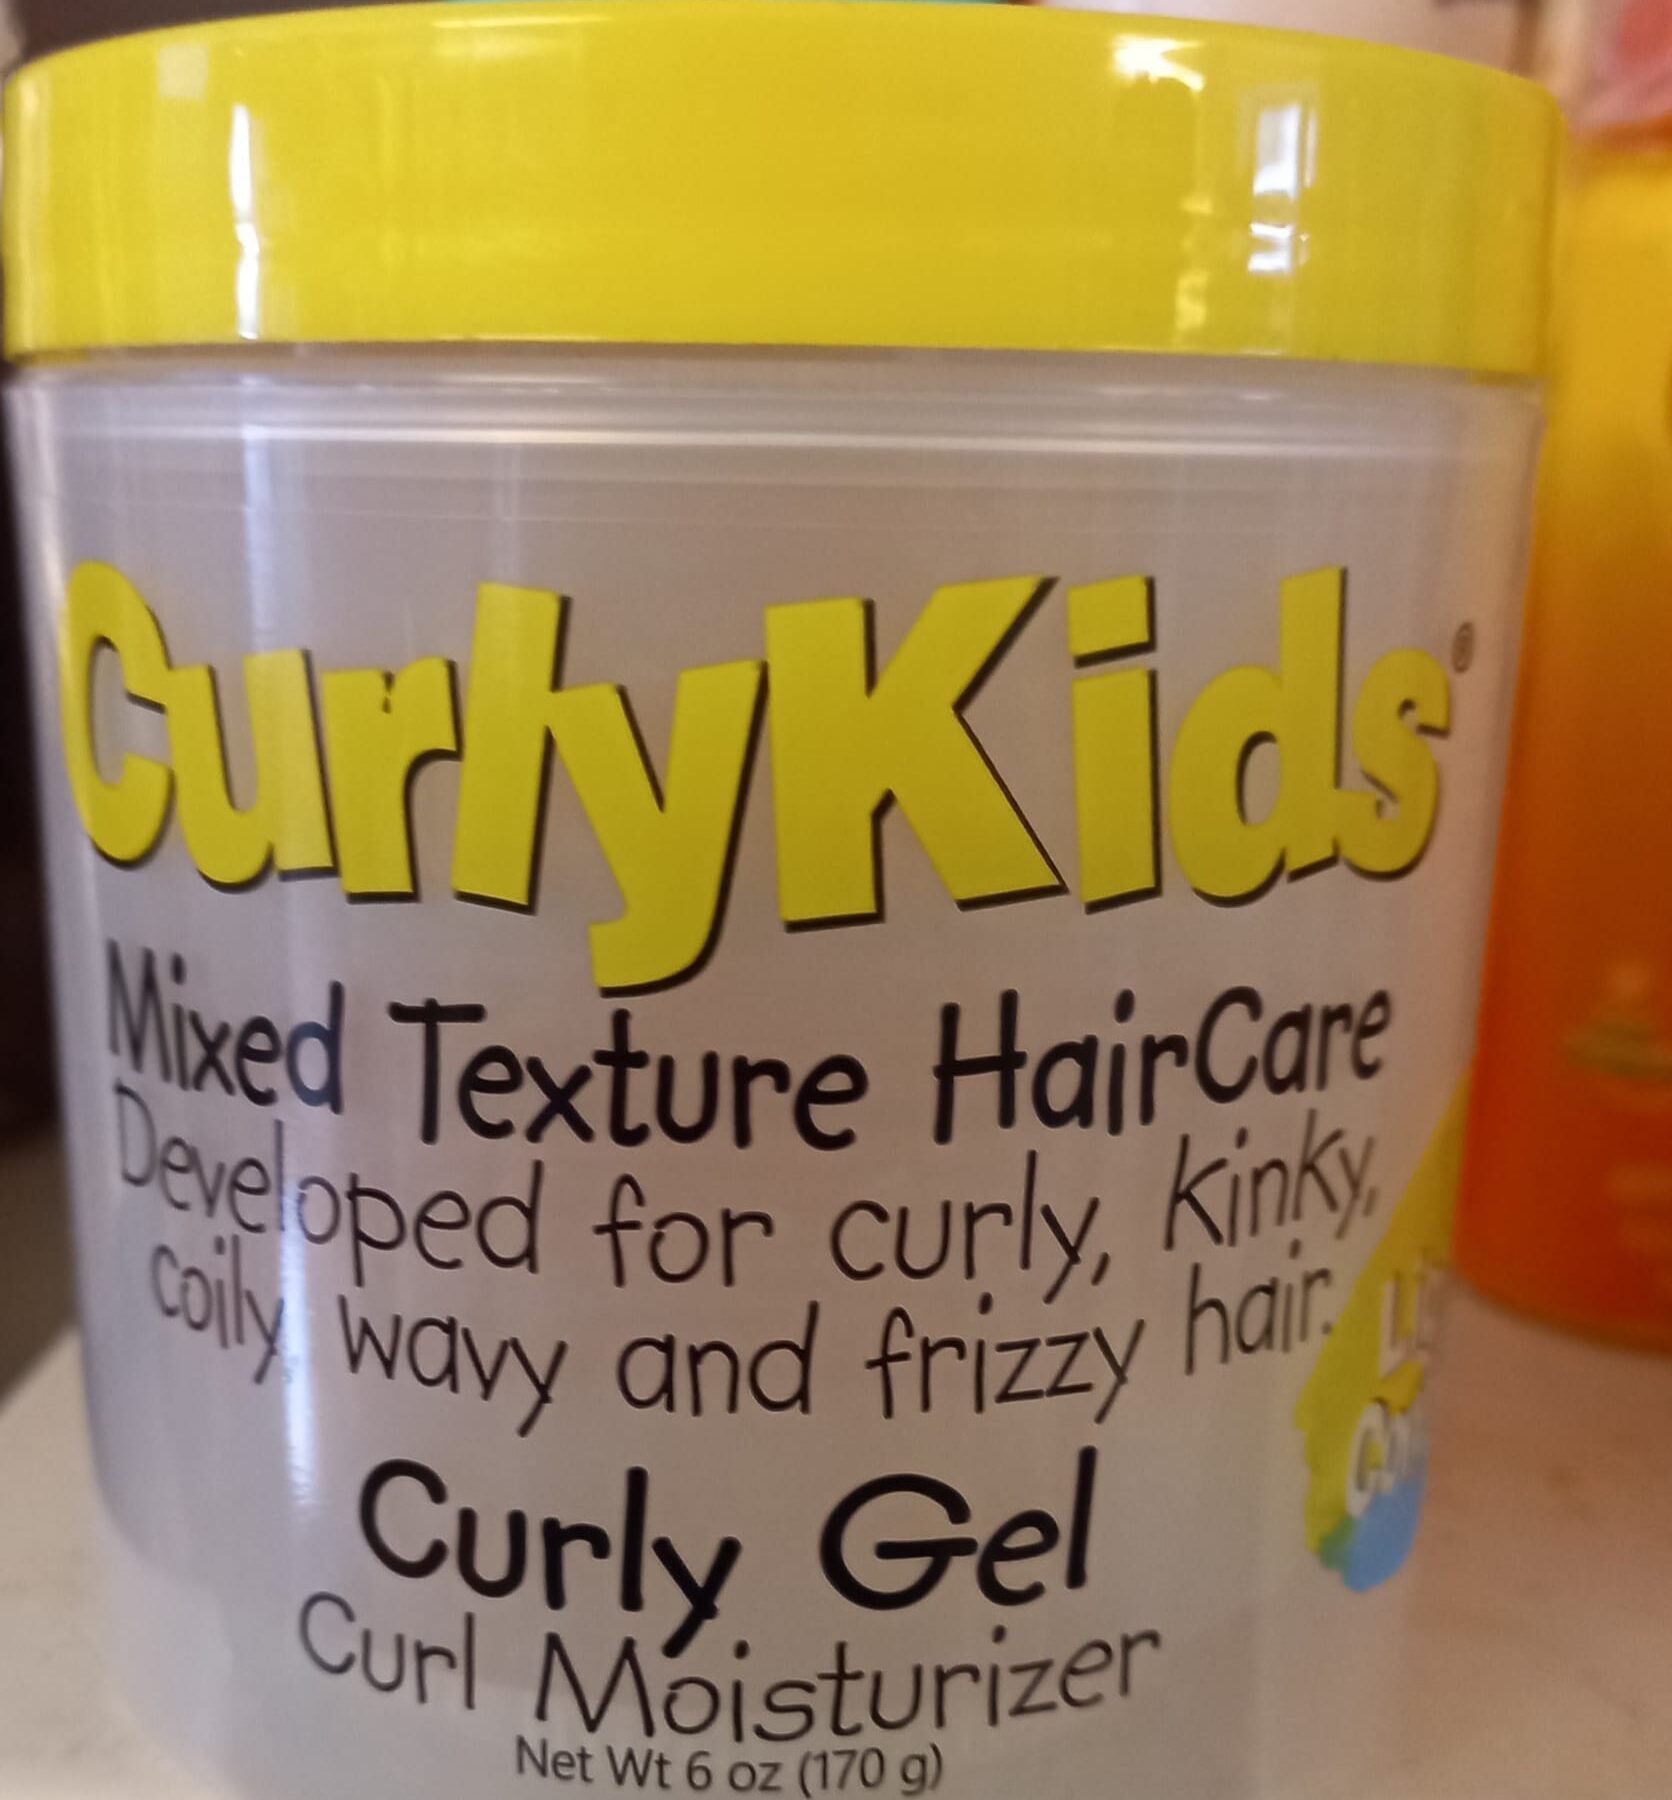 CurlyKids®
Mixed Texture HairCare
Developed for curly, kinky,
coily, wavy and frizzy hair.
Curly Gel
Curl Moisturizer
Net Wt 6 oz (170 g)